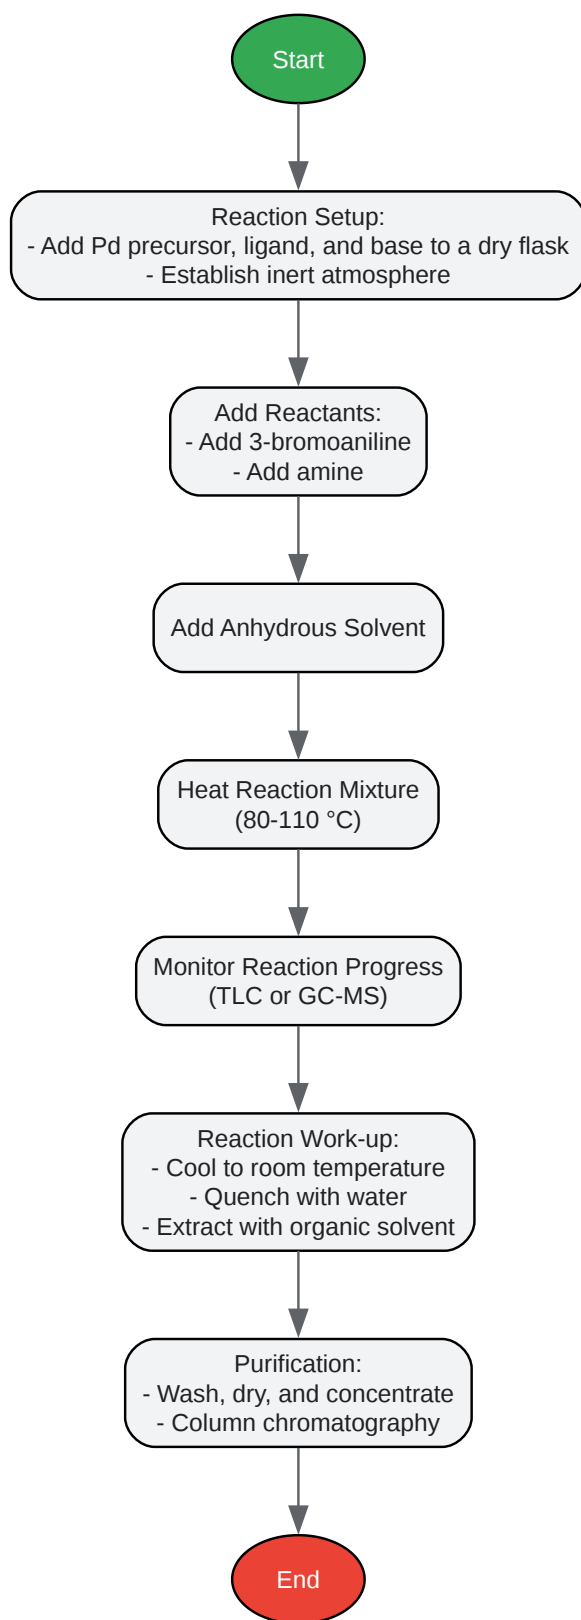 Start
Reaction Setup:
- Add Pd precursor, ligand, and base to a dry flask
- Establish inert atmosphere
Add Reactants:
- Add 3-bromoaniline
- Add amine
Add Anhydrous Solvent
Heat Reaction Mixture
(80-110 °C)
Monitor Reaction Progress
(TLC or GC-MS)
Reaction Work-up:
- Cool to room temperature
- Quench with water
- Extract with organic solvent
Purification:
- Wash, dry, and concentrate
- Column chromatography
End